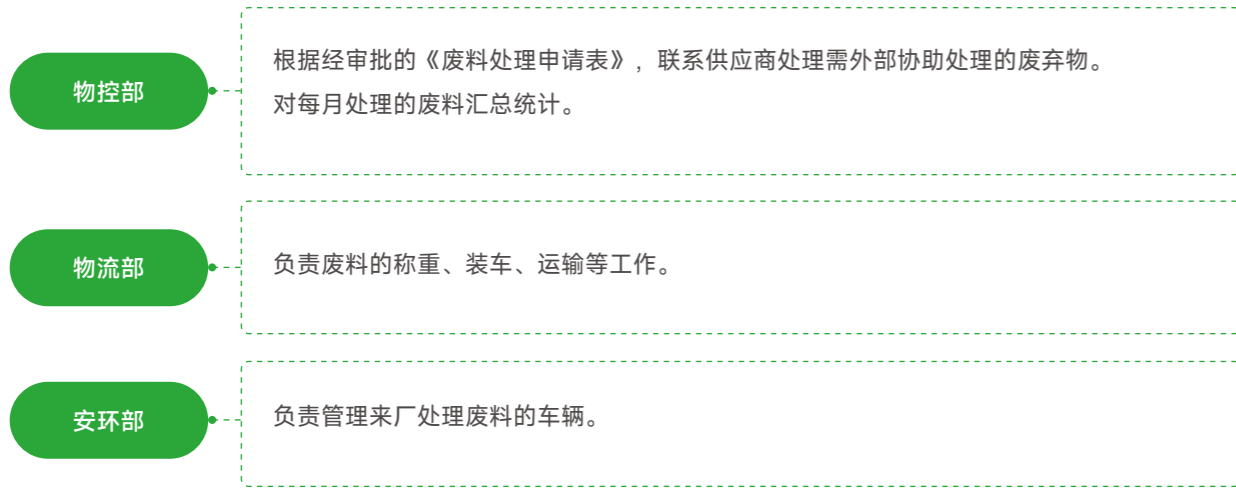 物控部
根据经审批的《废料处理申请表》，联系供应商处理需外部协助处理的废弃物。
对每月处理的废料汇总统计。
物流部
负责废料的称重、装车、运输等工作。
安环部
负责管理来厂处理废料的车辆。